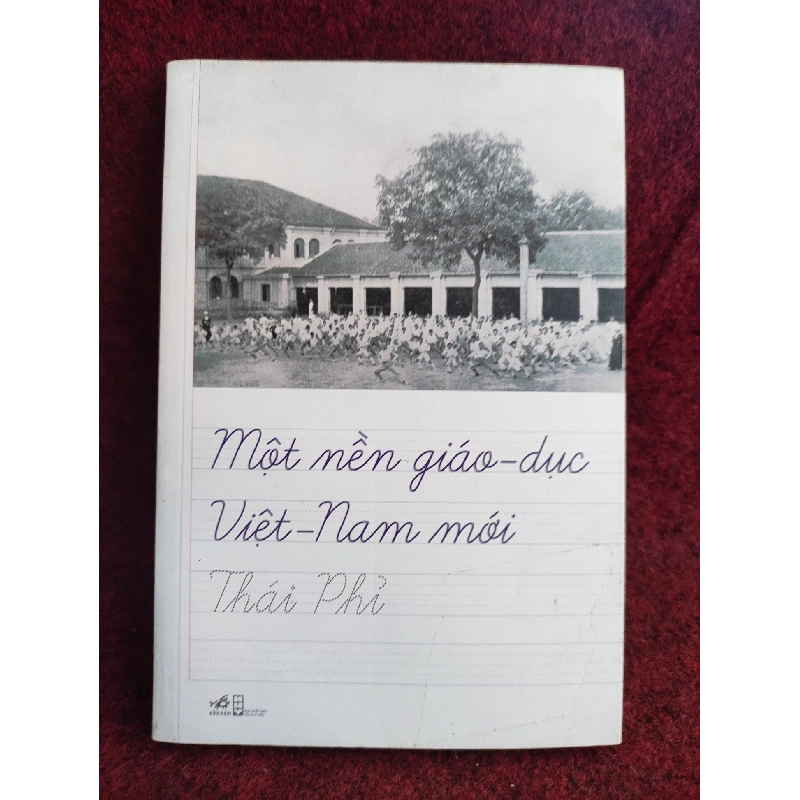 Một nền giáo-dục
Việt-Nam mới
Thái Phỉ